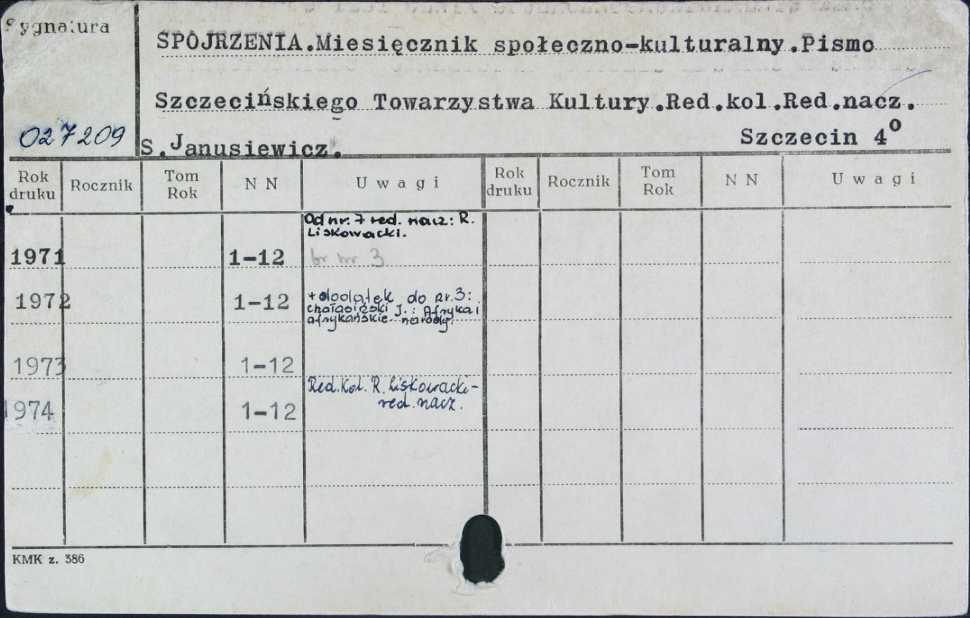 Sygnatura
SPOJRZENIA.Miesięcznik społeczno-kulturalny.Pismo
Szczecińskiego Towarzystwa Kultury.Red.kol.Red.nacz.
027209 S.Janusiewicz. Szczecin 4°
Rok druku Rocznik Tom Rok N N Uwagi Rok druku Rocznik Tom Rok N N Uwagi
Od nr. 7 red. nacz: R.
Liskowacki.
1971 1-12 br nr 3
1972 1-12 +dodatek do nr.3:
J.: Afryka i
afrykańskie narody.
1973 1-12
Red.Kol. R. Liskowacki-
1974 1-12 red.nacz.
KMK z. 386